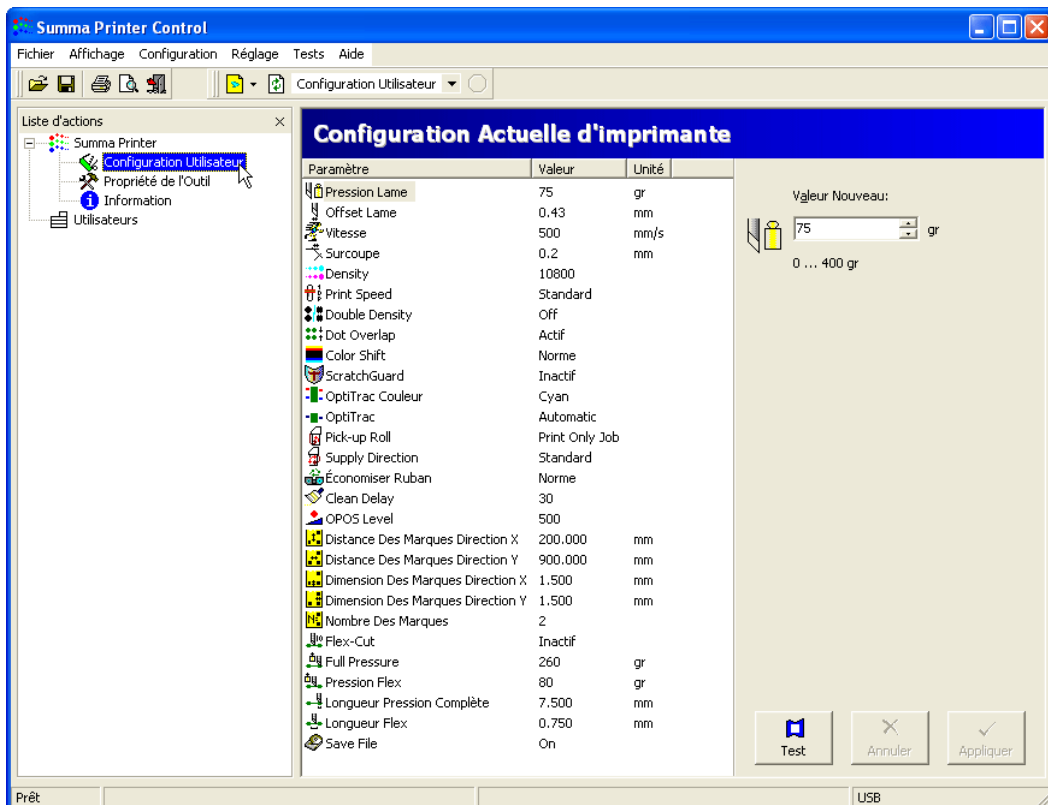 Summa Printer Control
Fichier Affichage Configuration Réglage Tests Aide
Configuration Utilisateur
Liste d'actions
Summa Printer
Configuration Utilisateur
Propriété de l'Outil
Information
Utilisateurs
Configuration Actuelle d'imprimante
Paramètre Valeur Unité
Pression Lame 75 gr
Offset Lame 0.43 mm
Vitesse 500 mm/s
Surcoupe 0.2 mm
Density 10800
Print Speed Standard
Double Density Off
Dot Overlap Actif
Color Shift Norme
ScratchGuard Inactif
OptiTrac Couleur Cyan
OptiTrac Automatic
Pick-up Roll Print Only Job
Supply Direction Standard
Économiser Ruban Norme
Clean Delay 30
OPOS Level 500
Distance Des Marques Direction X 200.000 mm
Distance Des Marques Direction Y 900.000 mm
Dimension Des Marques Direction X 1.500 mm
Dimension Des Marques Direction Y 1.500 mm
Nombre Des Marques 2
Flex-Cut Inactif
Full Pressure 260 gr
Pression Flex 80 gr
Longueur Pression Complète 7.500 mm
Longueur Flex 0.750 mm
Save File On
Valeur Nouveau:
75 gr
0 ... 400 gr
Test Annuler Appliquer
Prêt USB